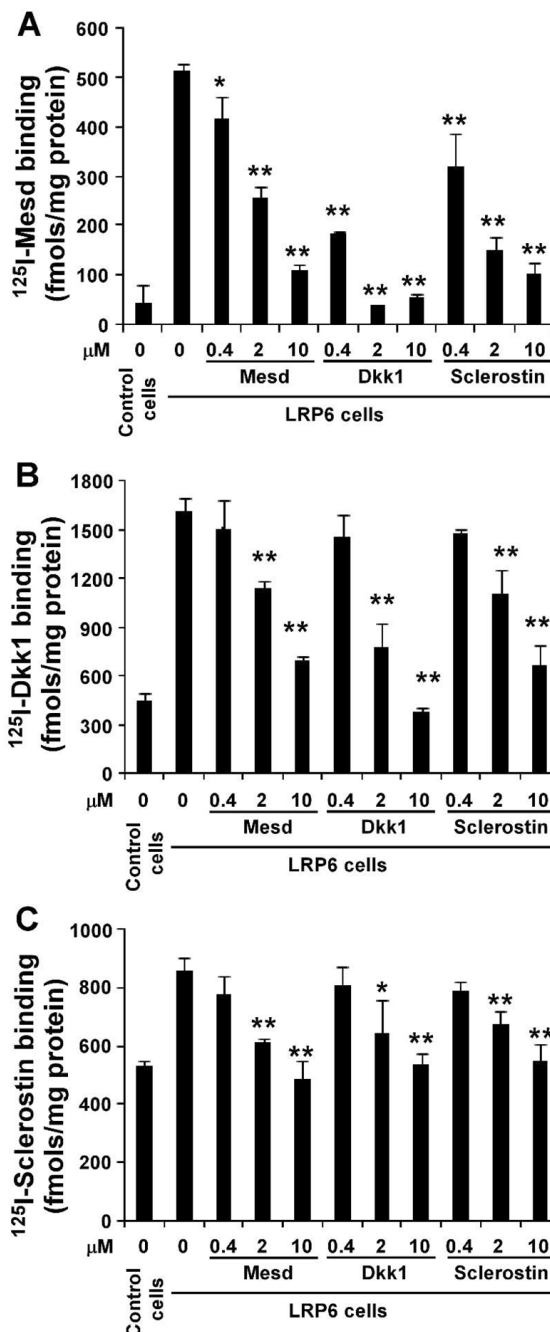 A
¹²⁵I-Mesd binding
(fmols/mg protein)
600
500
400
300
200
100
0
*
**
**
**
**
**
**
**
**
μM 0 0 0.4 2 10 0.4 2 10 0.4 2 10
Mesd Dkk1 Sclerostin
Control
cells
LRP6 cells
B
¹²⁵I-Dkk1 binding
(fmols/mg protein)
1800
1500
1200
900
600
300
0
**
**
**
**
**
**
μM 0 0 0.4 2 10 0.4 2 10 0.4 2 10
Mesd Dkk1 Sclerostin
Control
cells
LRP6 cells
C
¹²⁵I-Sclerostin binding
(fmols/mg protein)
1000
800
600
400
200
0
**
**
*
**
**
**
μM 0 0 0.4 2 10 0.4 2 10 0.4 2 10
Mesd Dkk1 Sclerostin
Control
cells
LRP6 cells